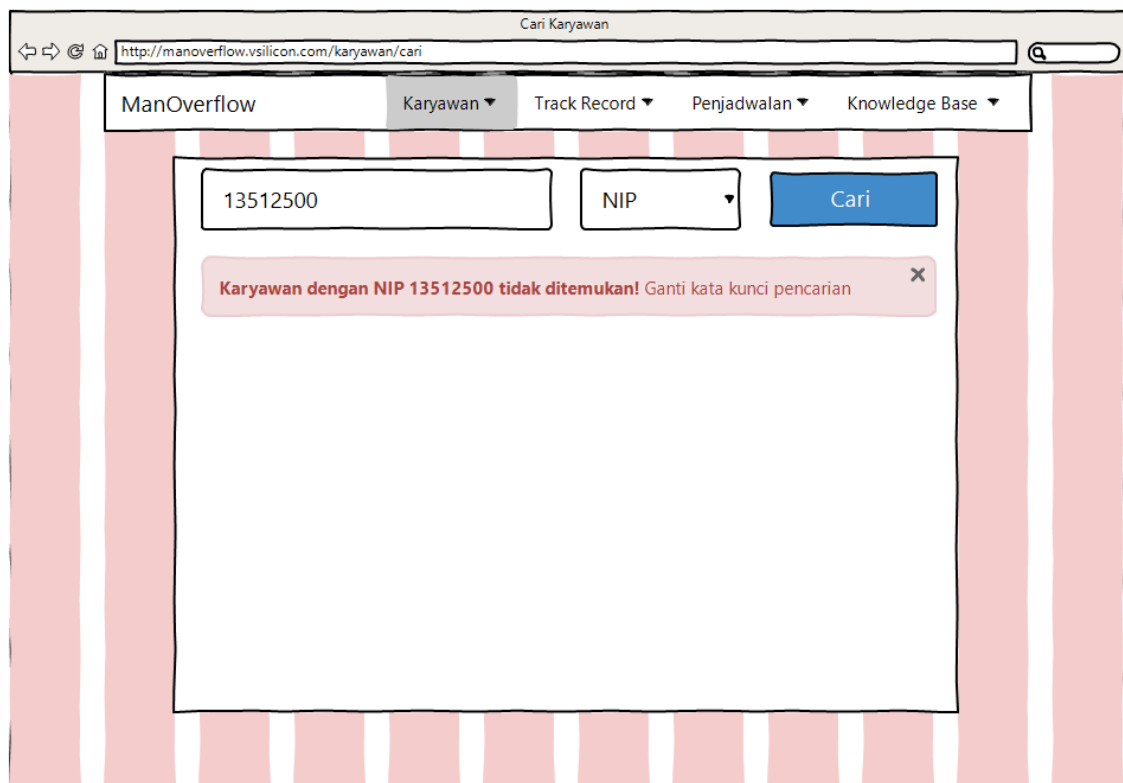 Cari Karyawan
http://manoverflow.vsilicon.com/karyawan/cari
ManOverflow Karyawan Track Record Penjadwalan Knowledge Base
13512500 NIP Cari
Karyawan dengan NIP 13512500 tidak ditemukan! Ganti kata kunci pencarian